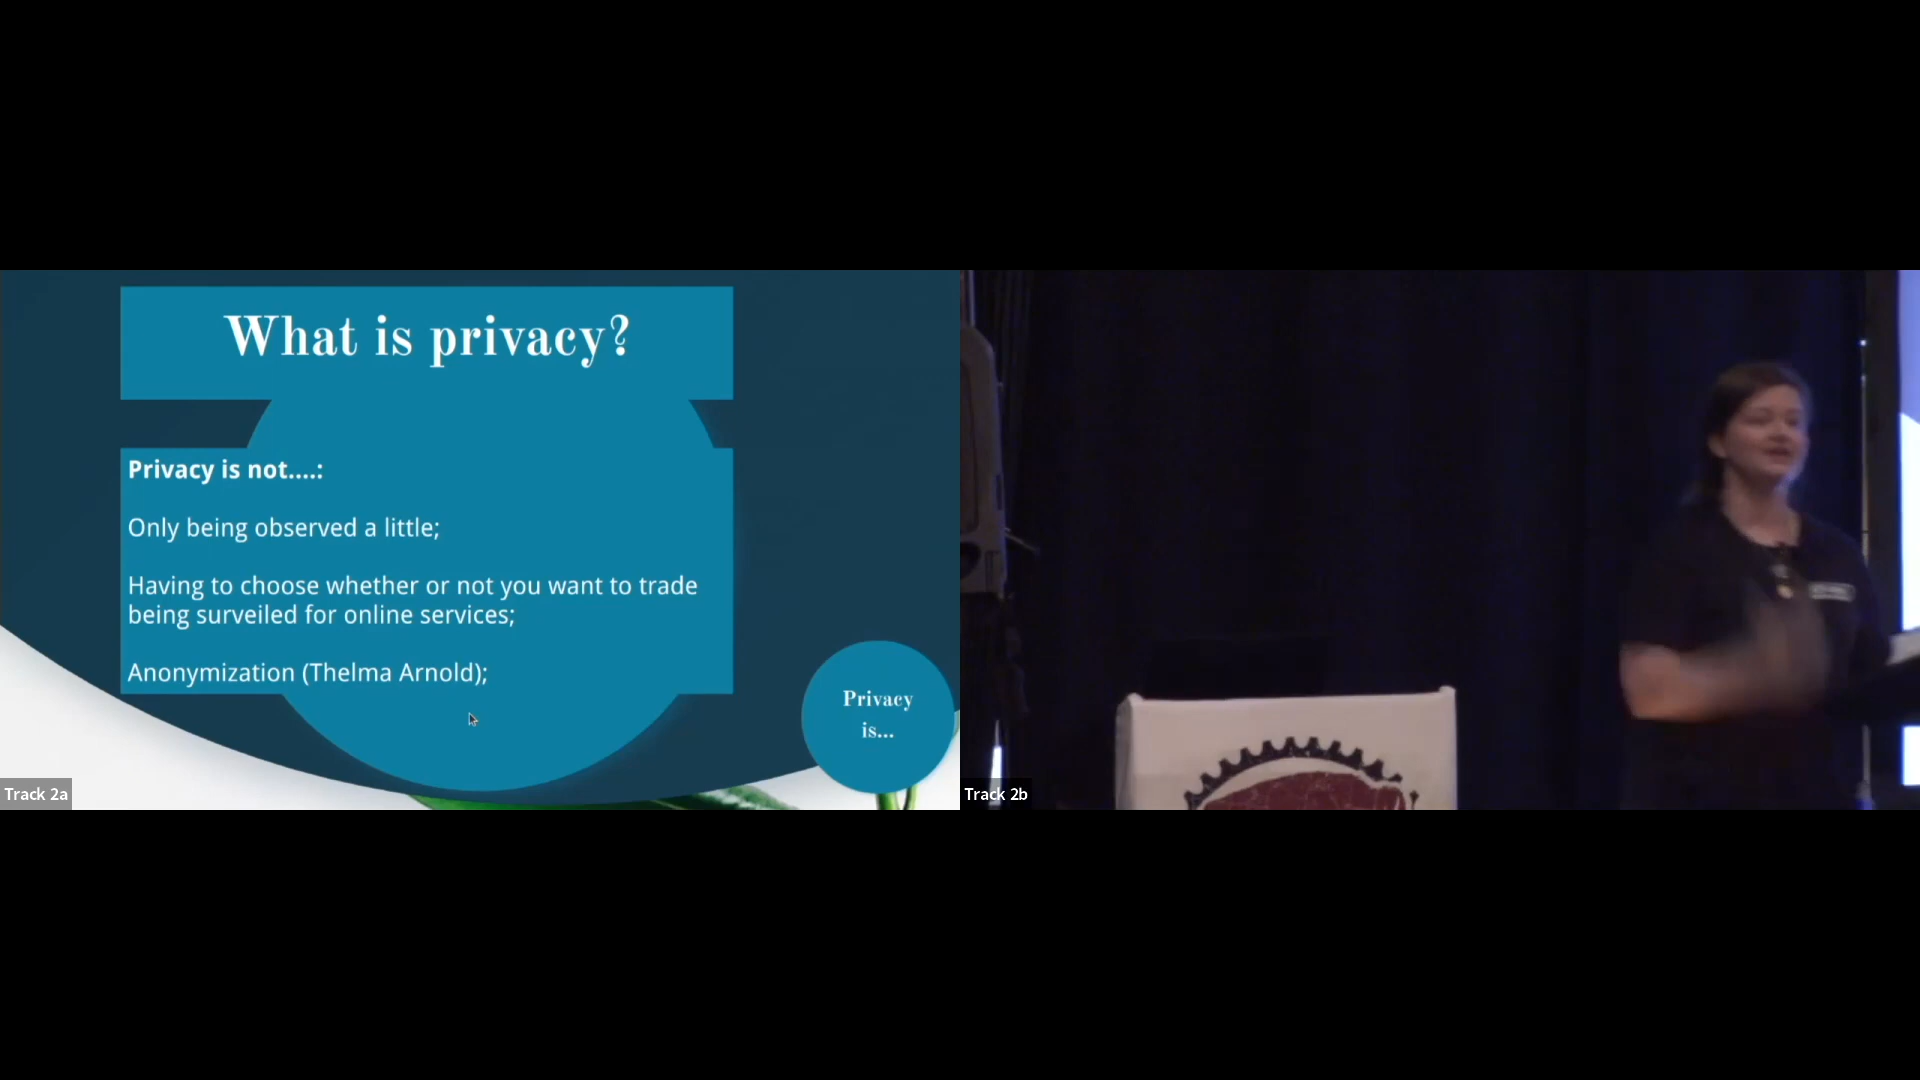 What is privacy?
Privacy is not....:
Only being observed a little;
Having to choose whether or not you want to trade
being surveiled for online services;
Anonymization (Thelma Arnold);
Privacy
is...
Track 2a
Track 2b